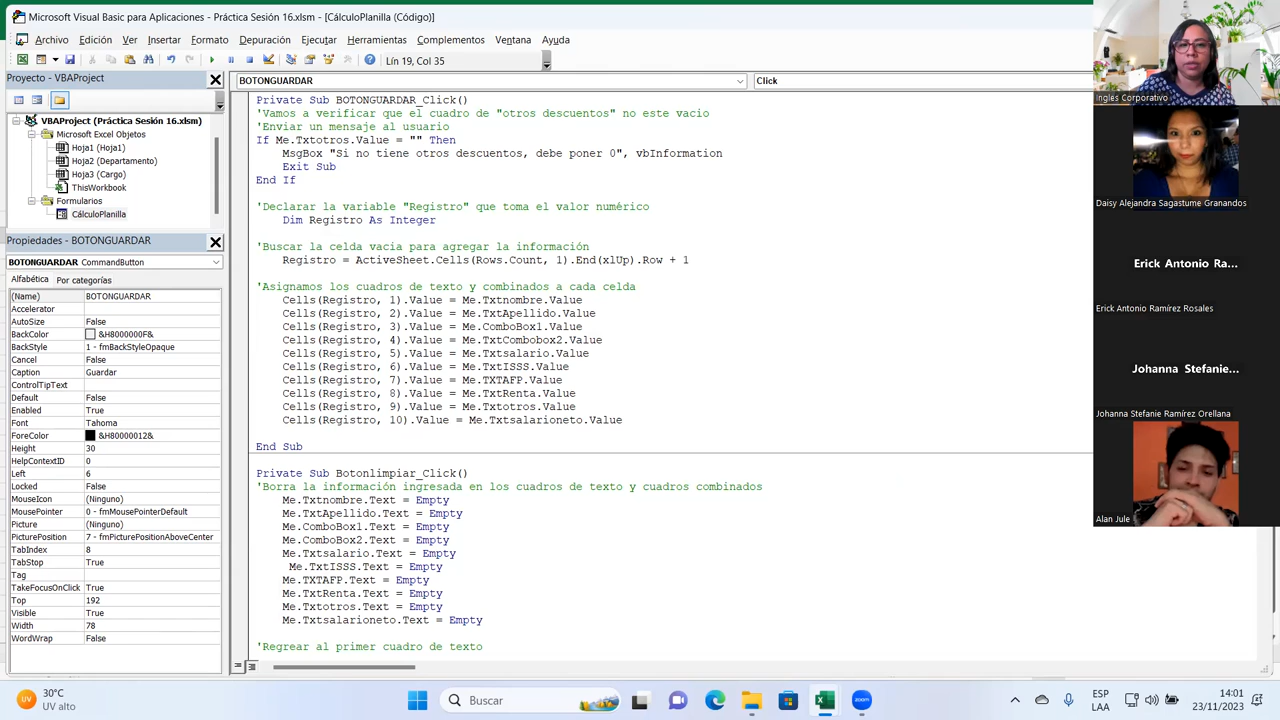 Microsoft Visual Basic para Aplicaciones - Práctica Sesión 16.xlsm - [CálculoPlanilla (Código)]
Archivo Edición Ver Insertar Formato Depuración Ejecutar Herramientas Complementos Ventana Ayuda
Lín 19, Col 35
Proyecto - VBAProject
VBAProject (Práctica Sesión 16.xlsm)
Microsoft Excel Objetos
Hoja1 (Hoja1)
Hoja2 (Departamento)
Hoja3 (Cargo)
ThisWorkbook
Formularios
CálculoPlanilla
Propiedades - BOTONGUARDAR
BOTONGUARDAR CommandButton
Alfabética Por categorías
(Name) BOTONGUARDAR
Accelerator
AutoSize False
BackColor &H8000000F&
BackStyle 1 - fmBackStyleOpaque
Cancel False
Caption Guardar
ControlTipText
Default False
Enabled True
Font Tahoma
ForeColor &H80000012&
Height 30
HelpContextID 0
Left 6
Locked False
MouseIcon (Ninguno)
MousePointer 0 - fmMousePointerDefault
Picture (Ninguno)
PicturePosition 7 - fmPicturePositionAboveCenter
TabIndex 8
TabStop True
Tag
TakeFocusOnClick True
Top 192
Visible True
Width 78
WordWrap False
BOTONGUARDAR Click
Private Sub BOTONGUARDAR_Click()
'Vamos a verificar que el cuadro de "otros descuentos" no este vacio
'Enviar un mensaje al usuario
If Me.Txtotros.Value = "" Then
MsgBox "Si no tiene otros descuentos, debe poner 0", vbInformation
Exit Sub
End If
'Declarar la variable "Registro" que toma el valor numérico
Dim Registro As Integer
'Buscar la celda vacia para agregar la información
Registro = ActiveSheet.Cells(Rows.Count, 1).End(xlUp).Row + 1
'Asignamos los cuadros de texto y combinados a cada celda
Cells(Registro, 1).Value = Me.Txtnombre.Value
Cells(Registro, 2).Value = Me.TxtApellido.Value
Cells(Registro, 3).Value = Me.ComboBox1.Value
Cells(Registro, 4).Value = Me.TxtCombobox2.Value
Cells(Registro, 5).Value = Me.Txtsalario.Value
Cells(Registro, 6).Value = Me.TxtISSS.Value
Cells(Registro, 7).Value = Me.TXTAFP.Value
Cells(Registro, 8).Value = Me.TxtRenta.Value
Cells(Registro, 9).Value = Me.Txtotros.Value
Cells(Registro, 10).Value = Me.Txtsalarioneto.Value
End Sub
Private Sub Botonlimpiar_Click()
'Borra la información ingresada en los cuadros de texto y cuadros combinados
Me.Txtnombre.Text = Empty
Me.TxtApellido.Text = Empty
Me.ComboBox1.Text = Empty
Me.ComboBox2.Text = Empty
Me.Txtsalario.Text = Empty
Me.TxtISSS.Text = Empty
Me.TXTAFP.Text = Empty
Me.TxtRenta.Text = Empty
Me.Txtotros.Text = Empty
Me.Txtsalarioneto.Text = Empty
'Regrear al primer cuadro de texto
Ingles Corporativo
Daisy Alejandra Sagastume Granandos
Erick Antonio Ra...
Erick Antonio Ramírez Rosales
Johanna Stefanie...
Johanna Stefanie Ramírez Orellana
Alan Jule
30°C
UV alto
UV
Buscar
zoom
ESP
LAA
14:01
23/11/2023